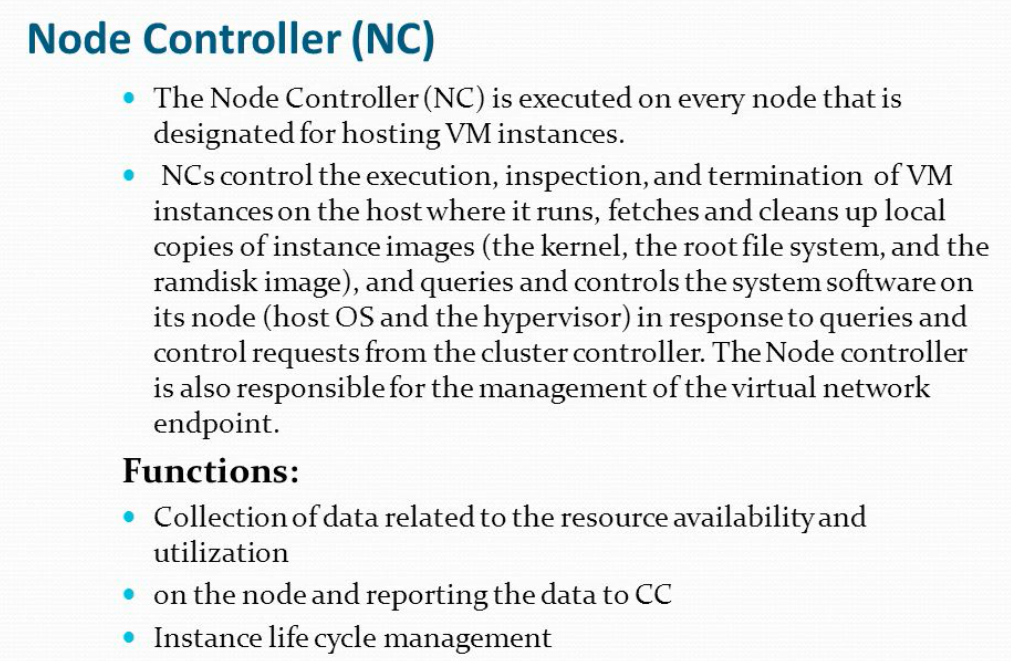 Node Controller (NC)
• The Node Controller (NC) is executed on every node that is
designated for hosting VM instances.
• NCs control the execution, inspection, and termination of VM
instances on the host where it runs, fetches and cleans up local
copies of instance images (the kernel, the root file system, and the
ramdisk image), and queries and controls the system software on
its node (host OS and the hypervisor) in response to queries and
control requests from the cluster controller. The Node controller
is also responsible for the management of the virtual network
endpoint.
Functions:
• Collection of data related to the resource availability and
utilization
• on the node and reporting the data to CC
• Instance life cycle management